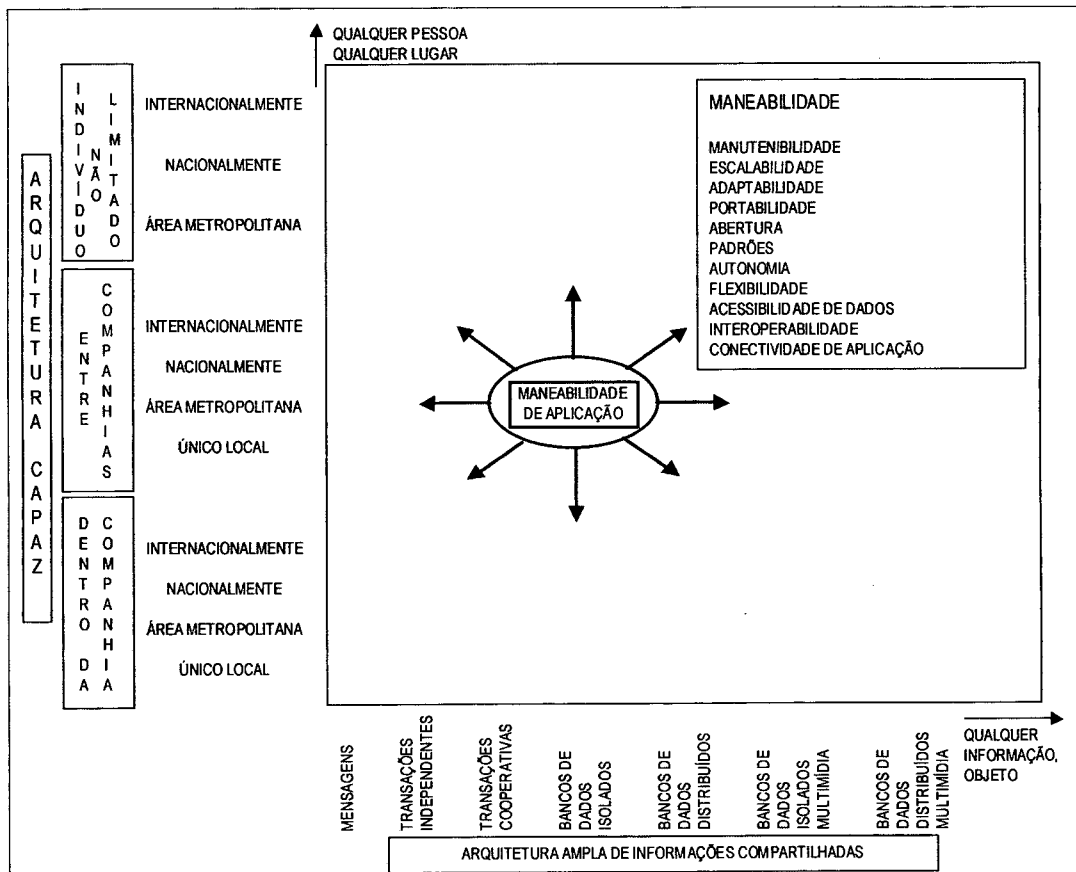 QUALQUER PESSOA
QUALQUER LUGAR
ARQUITETURA CAPAZ
INDIVÍDUO
NÃO
LIMITADO
INTERNACIONALMENTE
NACIONALMENTE
ÁREA METROPOLITANA
ENTRE
COMPANHIAS
INTERNACIONALMENTE
NACIONALMENTE
ÁREA METROPOLITANA
ÚNICO LOCAL
DENTRO DA
COMPANHIA
INTERNACIONALMENTE
NACIONALMENTE
ÁREA METROPOLITANA
ÚNICO LOCAL
MANEABILIDADE
MANUTENIBILIDADE
ESCALABILIDADE
ADAPTABILIDADE
PORTABILIDADE
ABERTURA
PADRÕES
AUTONOMIA
FLEXIBILIDADE
ACESSIBILIDADE DE DADOS
INTEROPERABILIDADE
CONECTIVIDADE DE APLICAÇÃO
MANEABILIDADE
DE APLICAÇÃO
MENSAGENS
TRANSAÇÕES
INDEPENDENTES
TRANSAÇÕES
COOPERATIVAS
BANCOS DE
DADOS
ISOLADOS
BANCOS DE
DADOS
DISTRIBUÍDOS
BANCOS DE
DADOS
ISOLADOS
MULTIMÍDIA
BANCOS DE
DADOS
DISTRIBUÍDOS
MULTIMÍDIA
QUALQUER
INFORMAÇÃO,
OBJETO
ARQUITETURA AMPLA DE INFORMAÇÕES COMPARTILHADAS